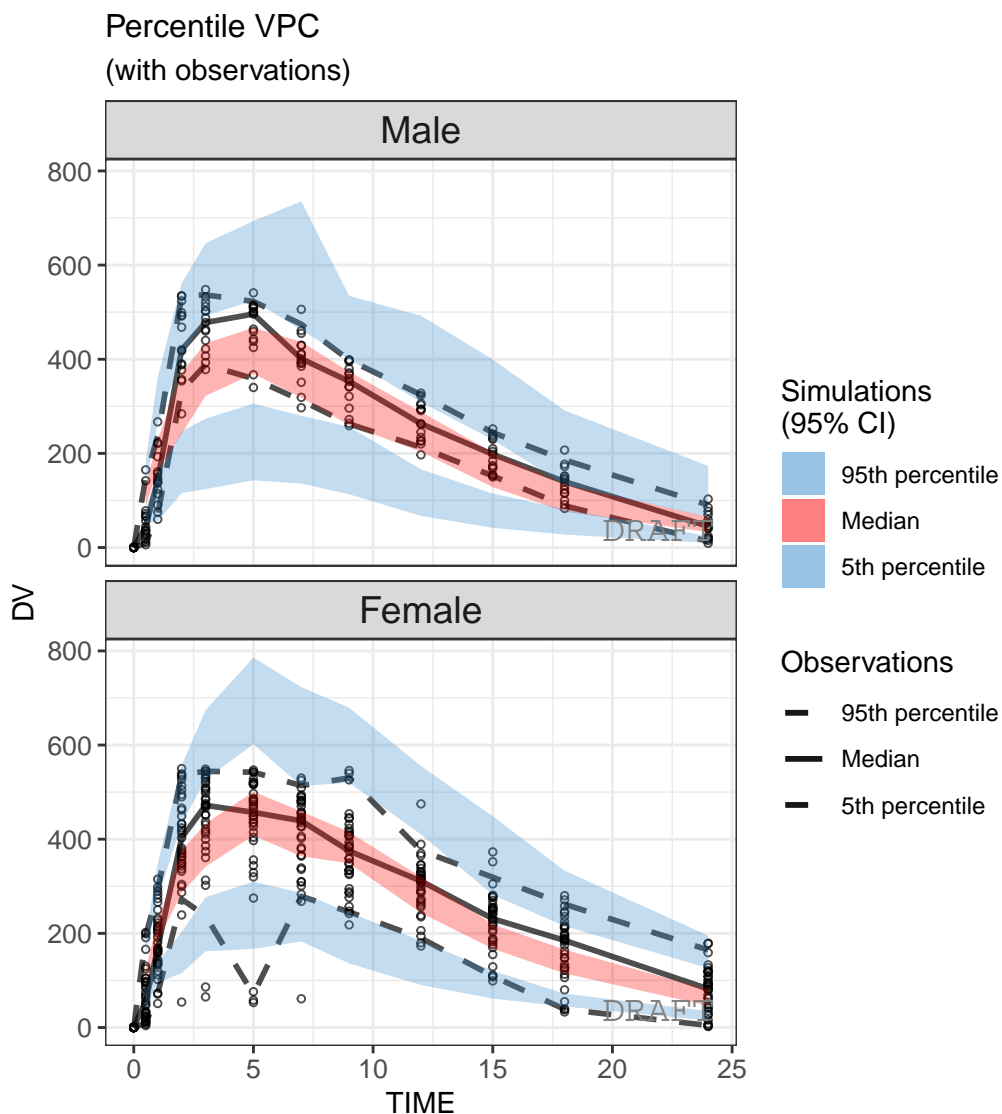 Percentile VPC
(with observations)
Male
800
600
400
200
0
DRAFT
Female
800
600
400
200
0
DRAFT
0
5
10
15
20
25
TIME
DV
Simulations
(95% CI)
95th percentile
Median
5th percentile
Observations
95th percentile
Median
5th percentile